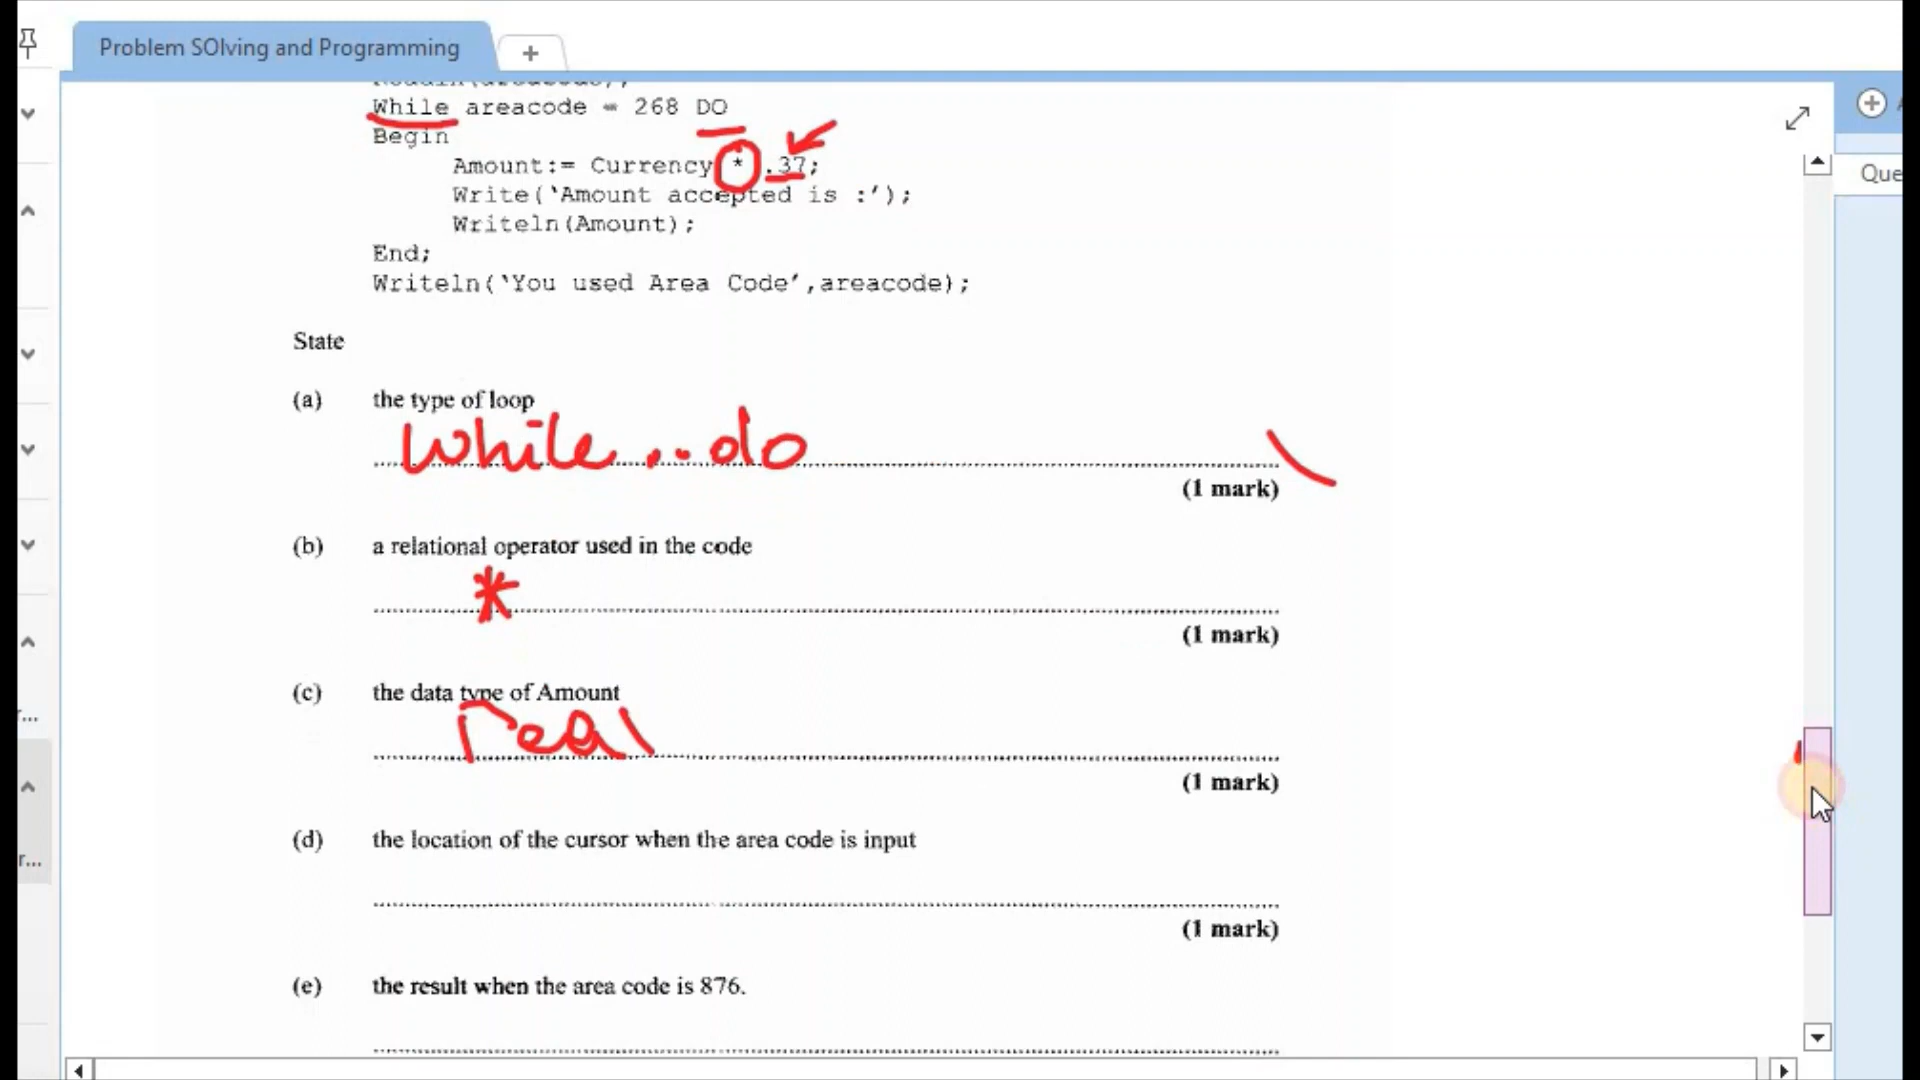 Problem SOlving and Programming
+
While areacode = 268 DO
Begin
Amount:= Currency * .37;
Write(‘Amount accepted is :’);
Writeln(Amount);
End;
Writeln(‘You used Area Code’,areacode);
State
(a) the type of loop
While..do
(1 mark)
(b) a relational operator used in the code
*
(1 mark)
(c) the data type of Amount
real
(1 mark)
(d) the location of the cursor when the area code is input
(1 mark)
(e) the result when the area code is 876.
Que
r...
r...